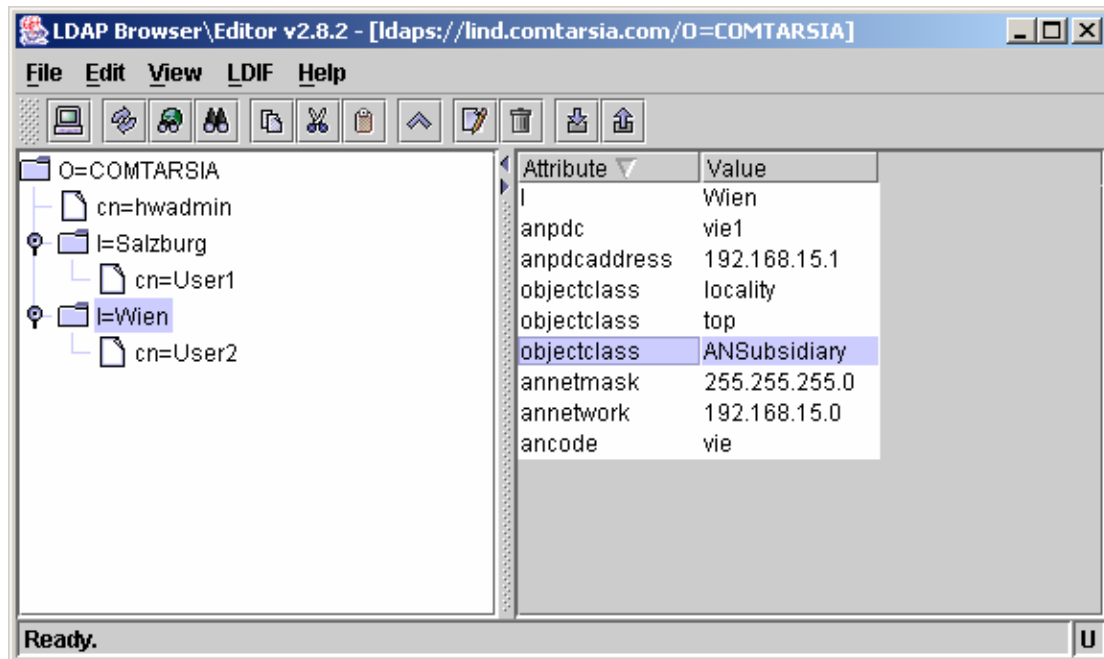 LDAP Browser\Editor v2.8.2 - [ldaps://lind.comtarsia.com/O=COMTARSIA]
File Edit View LDIF Help
O=COMTARSIA
cn=hwadmin
l=Salzburg
cn=User1
l=Wien
cn=User2
Attribute Value
l Wien
anpdc vie1
anpdcaddress 192.168.15.1
objectclass locality
objectclass top
objectclass ANSubsidiary
annetmask 255.255.255.0
annetwork 192.168.15.0
ancode vie
Ready. U